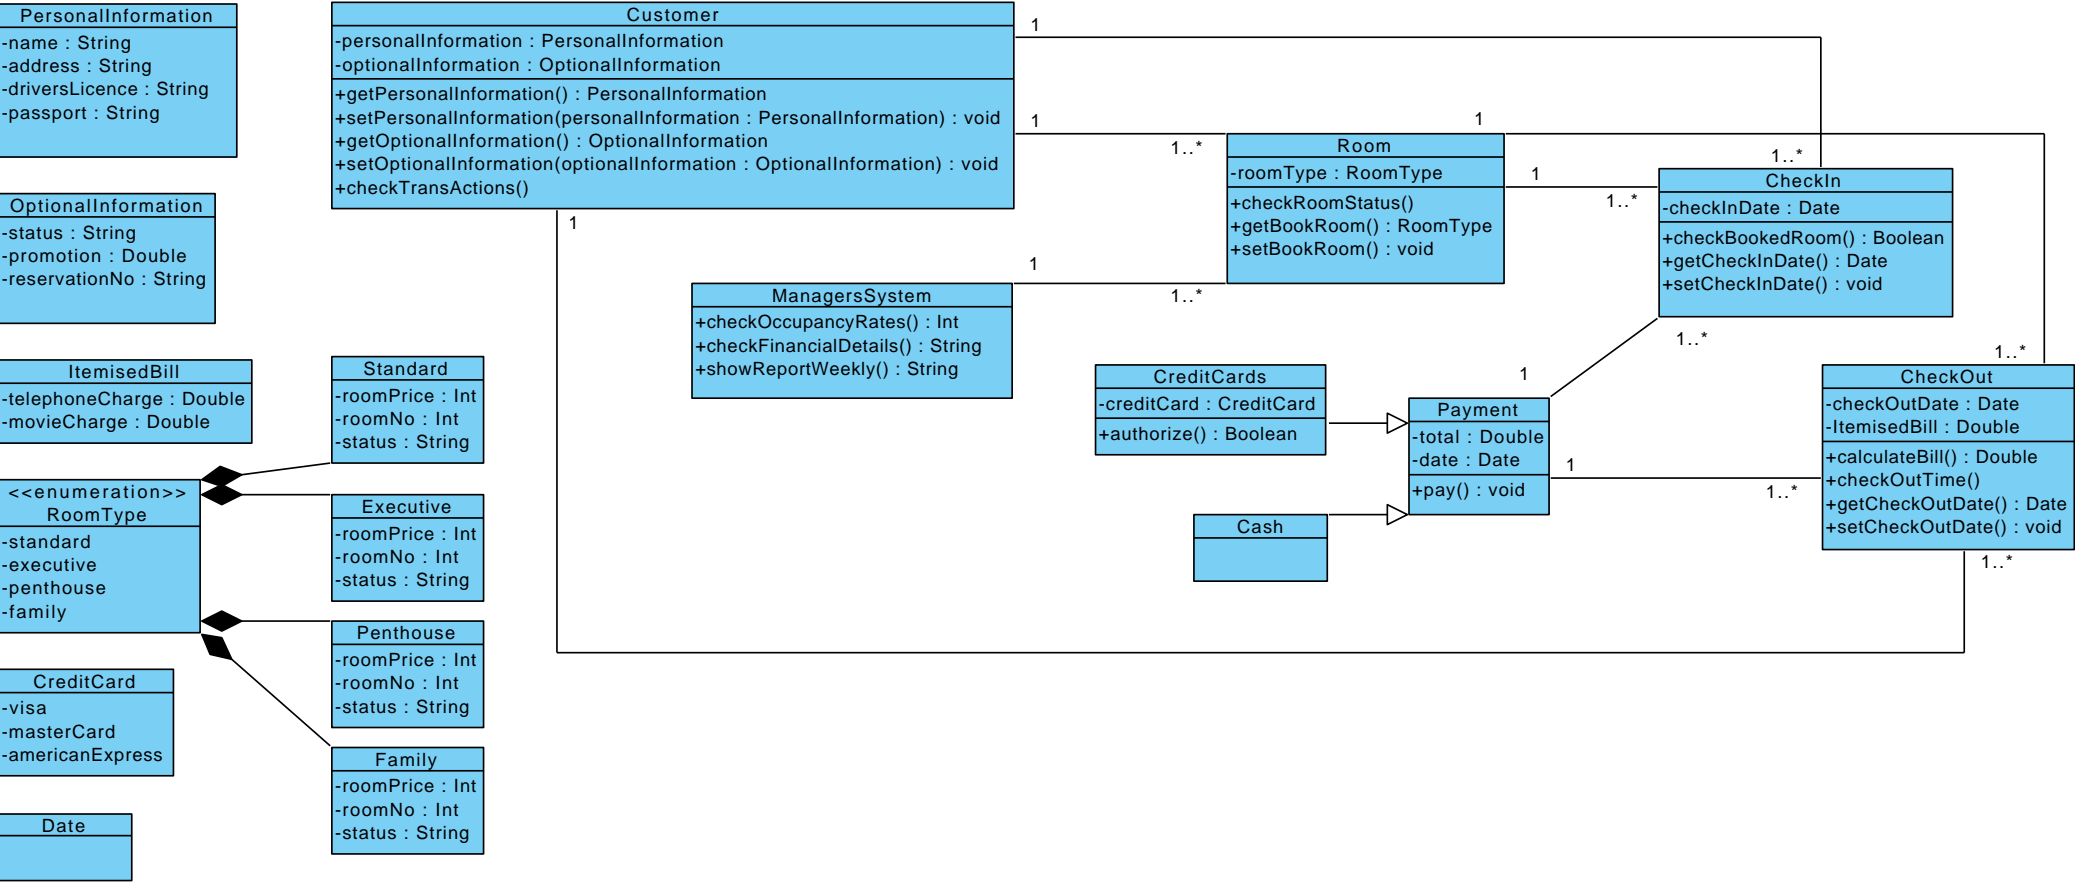 PersonalInformation
-name : String
-address : String
-driversLicence : String
-passport : String
OptionalInformation
-status : String
-promotion : Double
-reservationNo : String
ItemisedBill
-telephoneCharge : Double
-movieCharge : Double
<<enumeration>>
RoomType
-standard
-executive
-penthouse
-family
CreditCard
-visa
-masterCard
-americanExpress
Date
Customer
-personalInformation : PersonalInformation
-optionalInformation : OptionalInformation
+getPersonalInformation() : PersonalInformation
+setPersonalInformation(personalInformation : PersonalInformation) : void
+getOptionalInformation() : OptionalInformation
+setOptionalInformation(optionalInformation : OptionalInformation) : void
+checkTransActions()
1
1
1
1..*
1
1..*
Standard
-roomPrice : Int
-roomNo : Int
-status : String
Executive
-roomPrice : Int
-roomNo : Int
-status : String
Penthouse
-roomPrice : Int
-roomNo : Int
-status : String
Family
-roomPrice : Int
-roomNo : Int
-status : String
ManagersSystem
+checkOccupancyRates() : Int
+checkFinancialDetails() : String
+showReportWeekly() : String
Room
-roomType : RoomType
+checkRoomStatus()
+getBookRoom() : RoomType
+setBookRoom() : void
1
1
1..*
1..*
CheckIn
-checkInDate : Date
+checkBookedRoom() : Boolean
+getCheckInDate() : Date
+setCheckInDate() : void
1..*
1
CreditCards
-creditCard : CreditCard
+authorize() : Boolean
Cash
Payment
-total : Double
-date : Date
+pay() : void
1
1..*
1..*
CheckOut
-checkOutDate : Date
-ItemisedBill : Double
+calculateBill() : Double
+checkOutTime()
+getCheckOutDate() : Date
+setCheckOutDate() : void
1..*